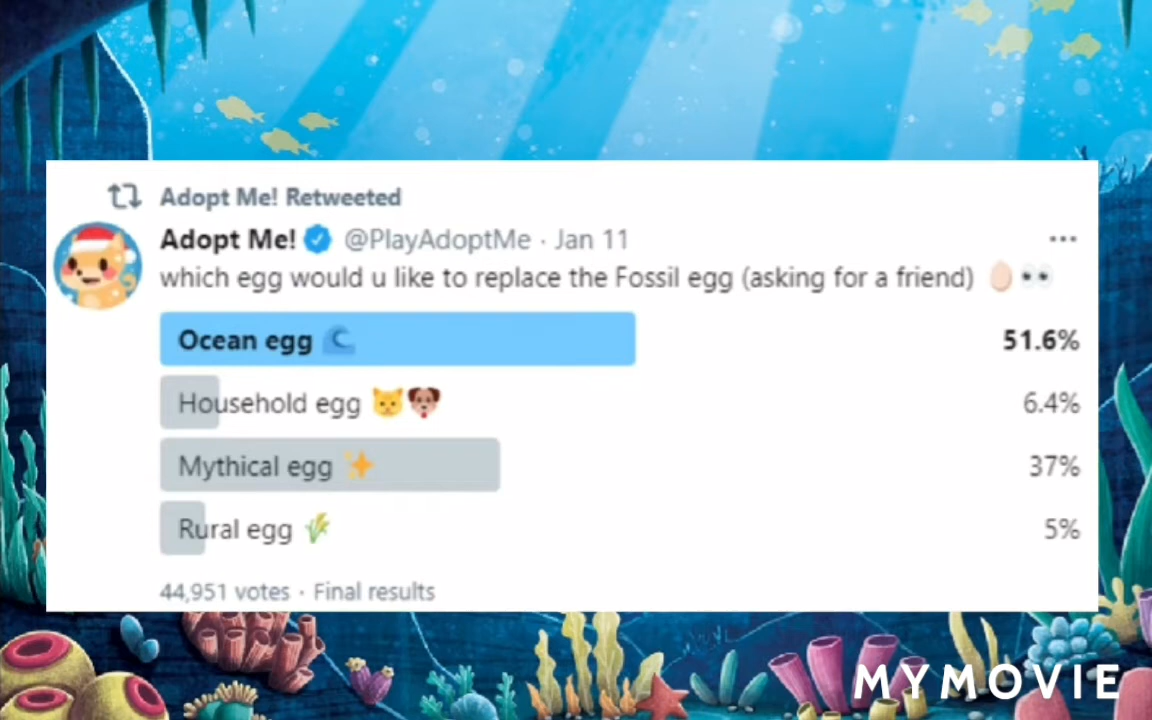 Adopt Me! Retweeted
Adopt Me! @PlayAdoptMe · Jan 11
which egg would u like to replace the Fossil egg (asking for a friend) 🥚👀
Ocean egg 🌊 51.6%
Household egg 🐱🐶 6.4%
Mythical egg ✨ 37%
Rural egg 🌾 5%
44,951 votes · Final results
MYMOVIE